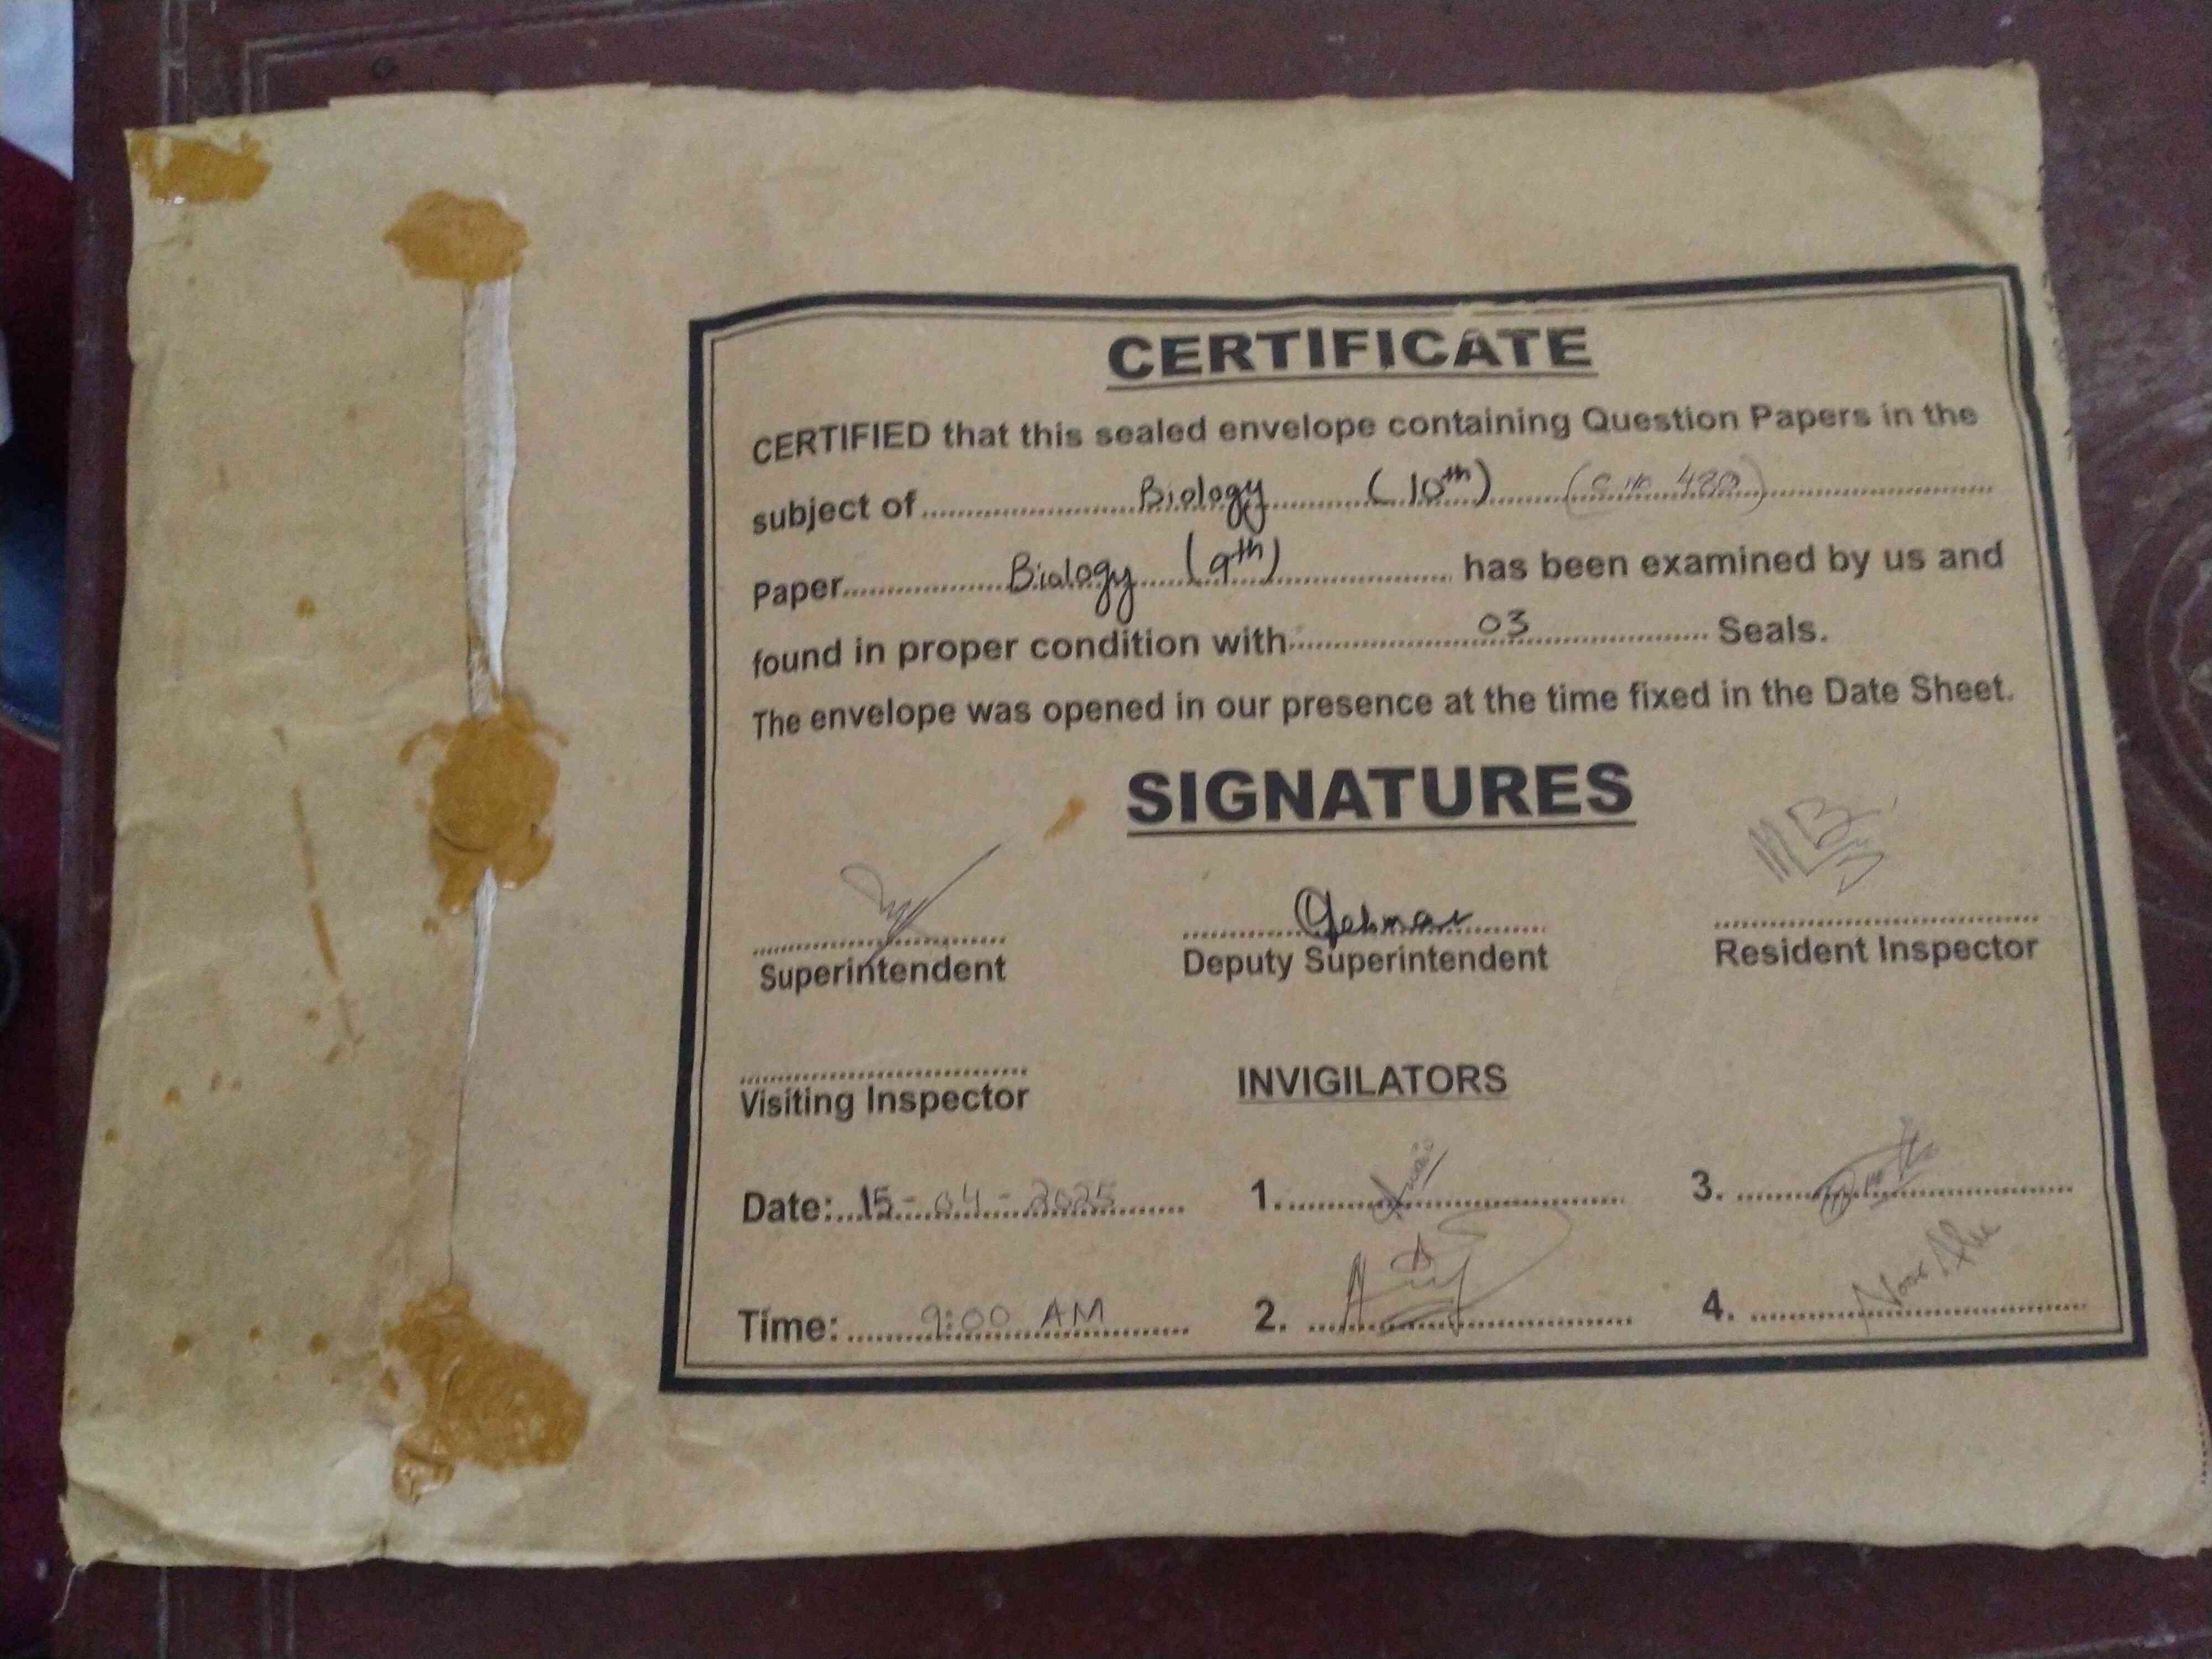 CERTIFICATE
CERTIFIED that this sealed envelope containing Question Papers in the
subject of Biology (10th) 480)
Paper Biology (9th) has been examined by us and
found in proper condition with 03 Seals.
The envelope was opened in our presence at the time fixed in the Date Sheet.
SIGNATURES
Superintendent Deputy Superintendent Resident Inspector
Visiting Inspector INVIGILATORS
Date: 15-04-2025 1. 3.
Time: 9:00 AM 2. 4. Noor